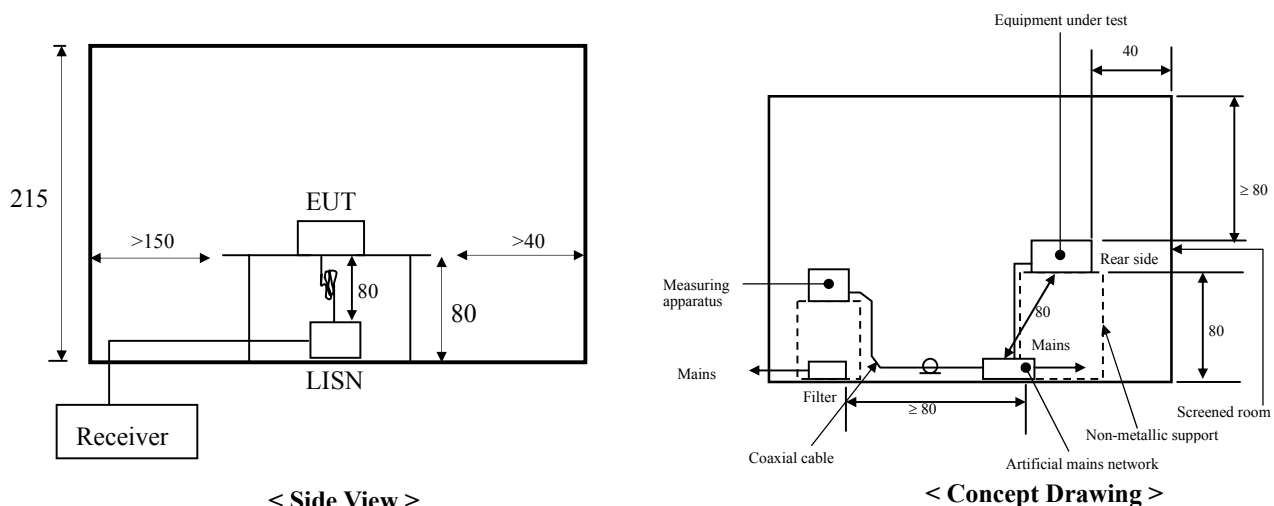 215
EUT
>150
>40
80
80
LISN
Receiver
< Side View >
Equipment under test
40
≥ 80
Rear side
Measuring
apparatus
80
80
Mains
Mains
Filter
≥ 80
Screened room
Non-metallic support
Coaxial cable
Artificial mains network
< Concept Drawing >